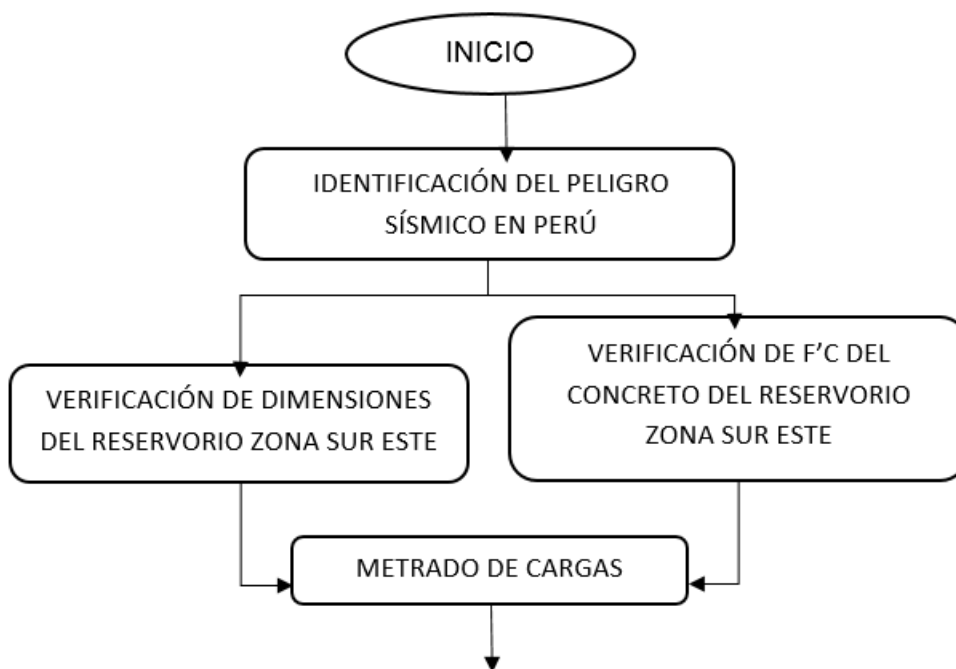 INICIO
IDENTIFICACIÓN DEL PELIGRO
SÍSMICO EN PERÚ
VERIFICACIÓN DE DIMENSIONES
DEL RESERVORIO ZONA SUR ESTE
VERIFICACIÓN DE F’C DEL
CONCRETO DEL RESERVORIO
ZONA SUR ESTE
METRADO DE CARGAS